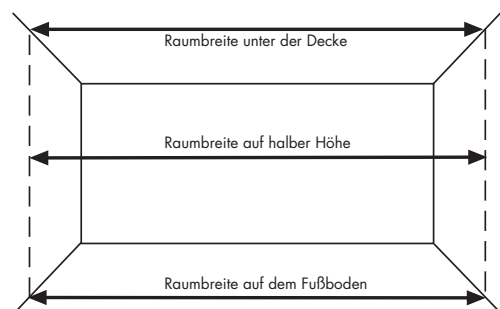 Raumbreite unter der Decke
Raumbreite auf halber Höhe
Raumbreite auf dem Fußboden